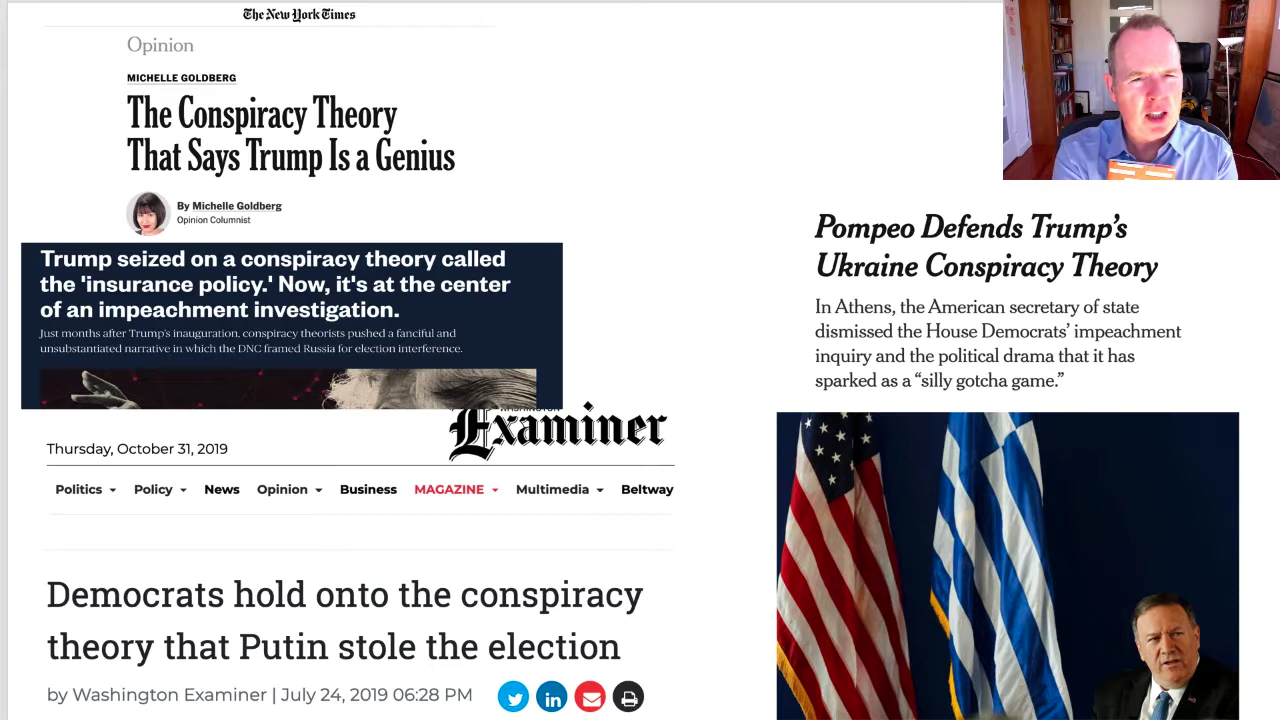 The New York Times
Opinion
MICHELLE GOLDBERG
The Conspiracy Theory
That Says Trump Is a Genius
By Michelle Goldberg
Opinion Columnist
Trump seized on a conspiracy theory called
the 'insurance policy.' Now, it's at the center
of an impeachment investigation.
Just months after Trump's inauguration, conspiracy theorists pushed a fanciful and
unsubstantiated narrative in which the DNC framed Russia for election interference.
WASHINGTON
Examiner
Thursday, October 31, 2019
Politics Policy News Opinion Business MAGAZINE Multimedia Beltway
Democrats hold onto the conspiracy
theory that Putin stole the election
by Washington Examiner | July 24, 2019 06:28 PM
Pompeo Defends Trump's
Ukraine Conspiracy Theory
In Athens, the American secretary of state
dismissed the House Democrats' impeachment
inquiry and the political drama that it has
sparked as a “silly gotcha game.”